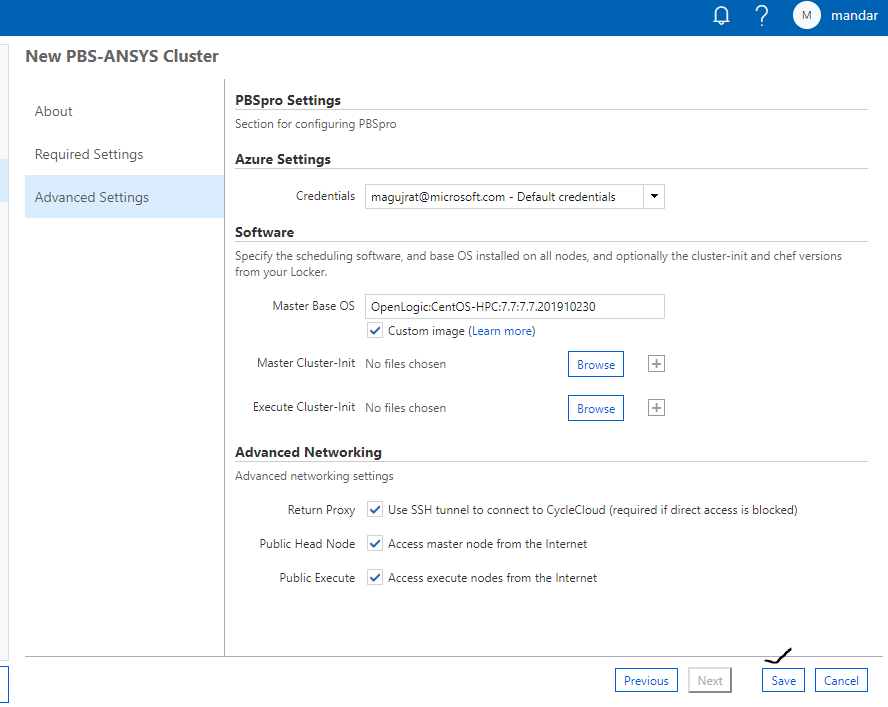 M mandar
New PBS-ANSYS Cluster
About
Required Settings
Advanced Settings
PBSpro Settings
Section for configuring PBSpro
Azure Settings
Credentials magujrat@microsoft.com - Default credentials
Software
Specify the scheduling software, and base OS installed on all nodes, and optionally the cluster-init and chef versions
from your Locker.
Master Base OS OpenLogic:CentOS-HPC:7.7:7.7.201910230
Custom image (Learn more)
Master Cluster-Init No files chosen Browse
Execute Cluster-Init No files chosen Browse
Advanced Networking
Advanced networking settings
Return Proxy Use SSH tunnel to connect to CycleCloud (required if direct access is blocked)
Public Head Node Access master node from the Internet
Public Execute Access execute nodes from the Internet
Previous Next Save Cancel